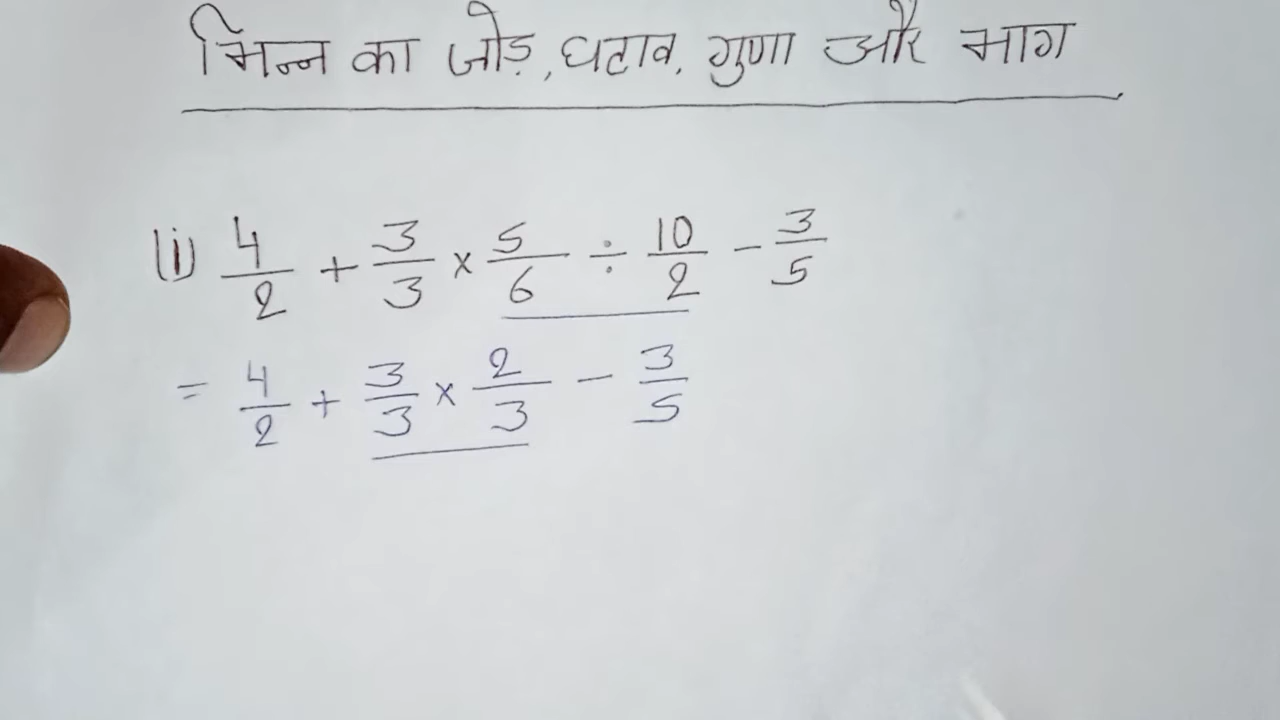 भिन्न का जोड़, घटाव, गुणा और भाग
(i) 4/2 + 3/3 × 5/6 ÷ 10/2 - 3/5
= 4/2 + 3/3 × 2/3 - 3/5